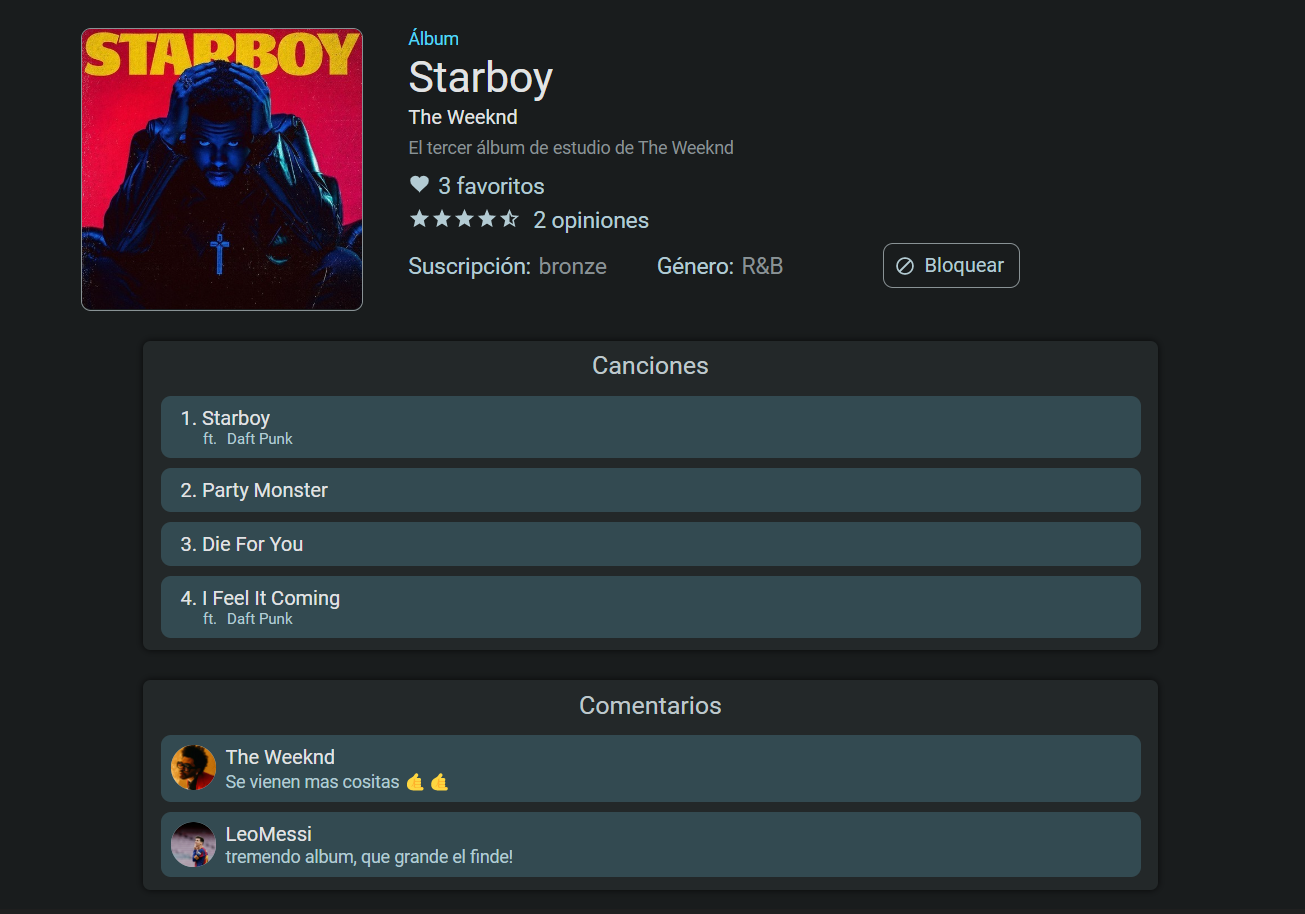 STARBOY
Álbum
Starboy
The Weeknd
El tercer álbum de estudio de The Weeknd
3 favoritos
2 opiniones
Suscripción: bronze Género: R&B Bloquear
Canciones
1. Starboy
ft. Daft Punk
2. Party Monster
3. Die For You
4. I Feel It Coming
ft. Daft Punk
Comentarios
The Weeknd
Se vienen mas cositas 🤙 🤙
LeoMessi
tremendo album, que grande el finde!